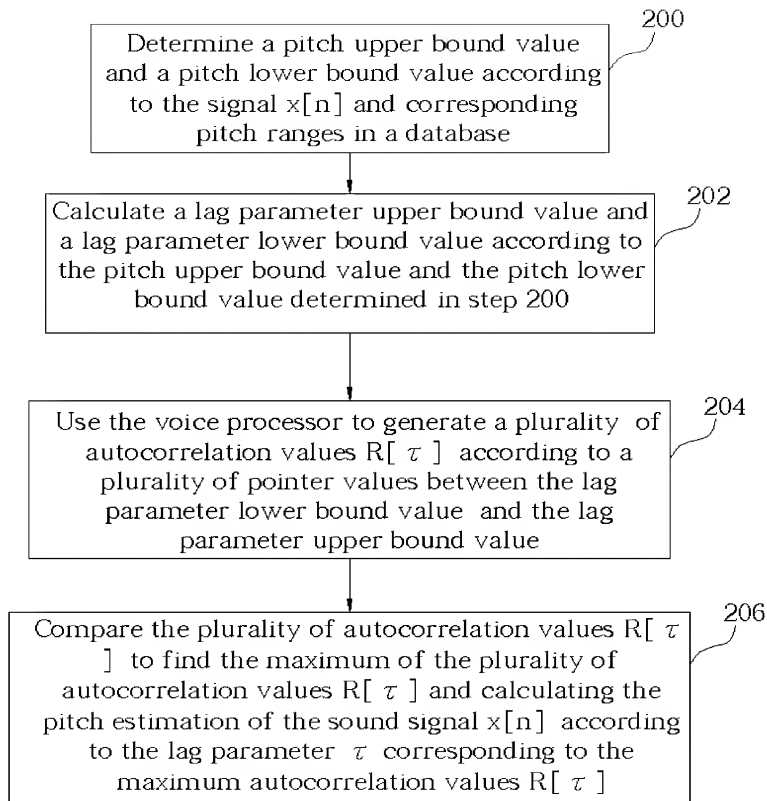 200
Determine a pitch upper bound value
and a pitch lower bound value according
to the signal x[n] and corresponding
pitch ranges in a database
202
Calculate a lag parameter upper bound value and
a lag parameter lower bound value according to
the pitch upper bound value and the pitch lower
bound value determined in step 200
204
Use the voice processor to generate a plurality of
autocorrelation values R[ τ ] according to a
plurality of pointer values between the lag
parameter lower bound value and the lag
parameter upper bound value
206
Compare the plurality of autocorrelation values R[ τ
] to find the maximum of the plurality of
autocorrelation values R[ τ ] and calculating the
pitch estimation of the sound signal x[n] according
to the lag parameter τ corresponding to the
maximum autocorrelation values R[ τ ]